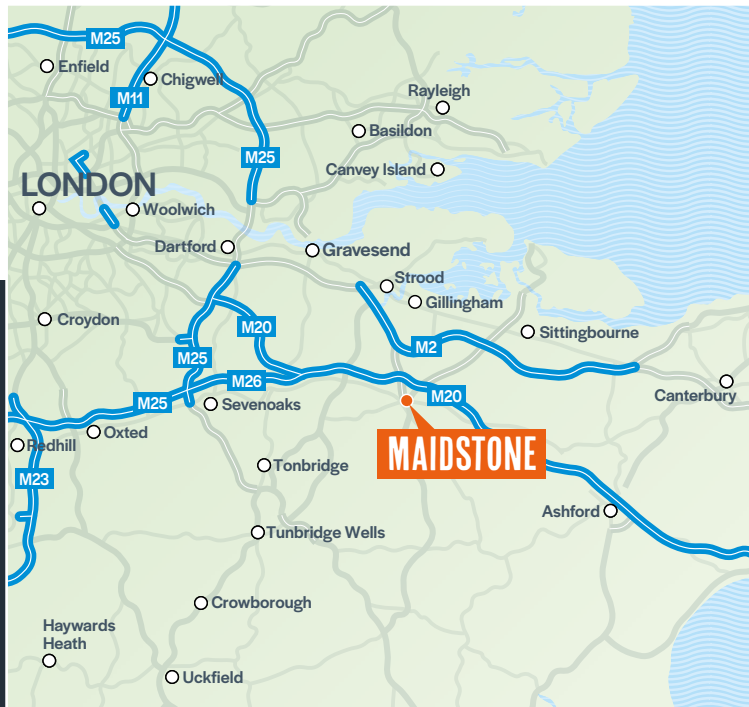 M25
Enfield
Chigwell
M11
Rayleigh
Basildon
M25
Canvey Island
LONDON
Woolwich
Dartford
Gravesend
Strood
Gillingham
Croydon
M20
Sittingbourne
M25
M2
M26
M20
Canterbury
M25
Sevenoaks
Oxted
Redhill
MAIDSTONE
Tonbridge
M23
Ashford
Tunbridge Wells
Crowborough
Haywards
Heath
Uckfield